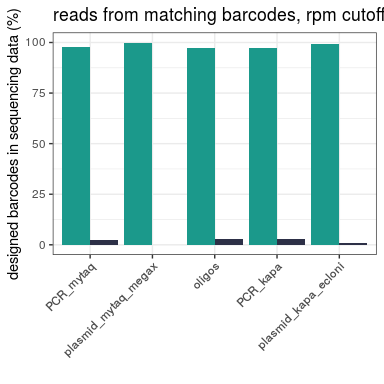 reads from matching barcodes, rpm cutoff
designed barcodes in sequencing data (%)
100
75
50
25
0
PCR_mytaq
plasmid_mytaq_megax
oligos
PCR_kapa
plasmid_kapa_ecloni